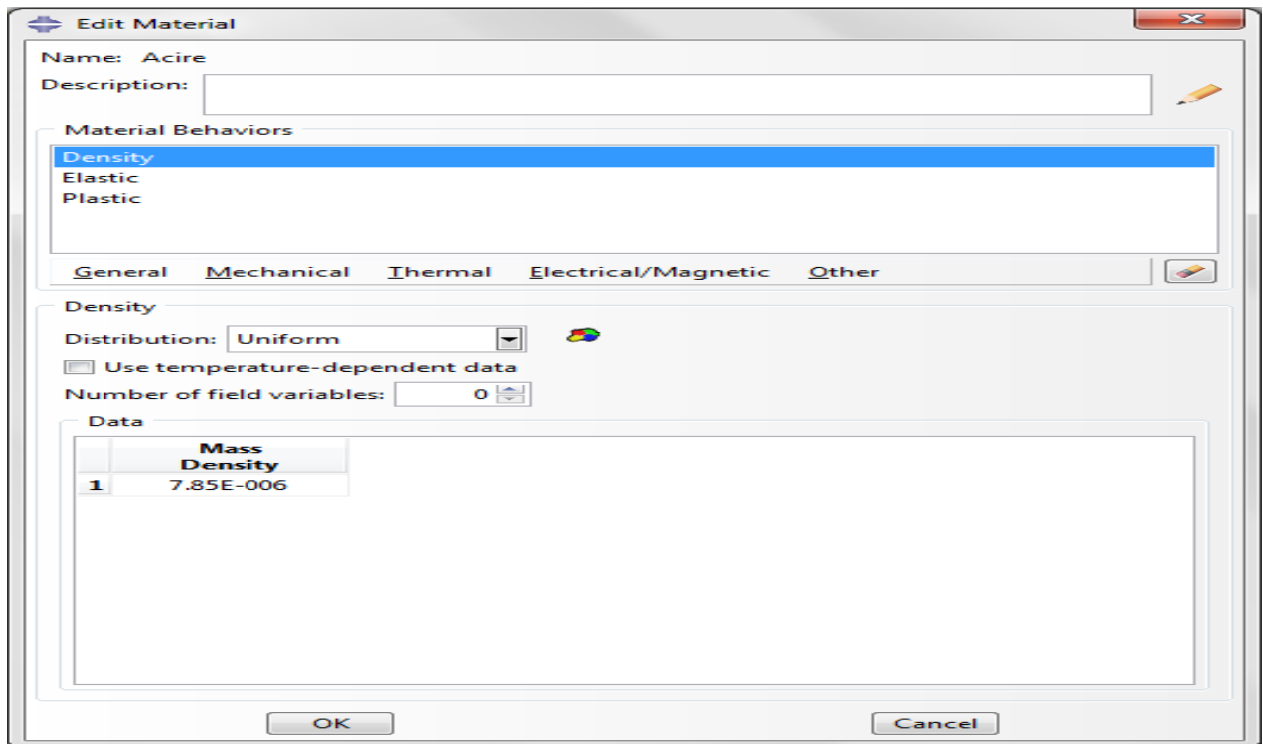 Edit Material
Name: Acire
Description:
Material Behaviors
Density
Elastic
Plastic
General Mechanical Thermal Electrical/Magnetic Other
Density
Distribution: Uniform
Use temperature-dependent data
Number of field variables: 0
Data
Mass
Density
1 7.85E-006
OK Cancel